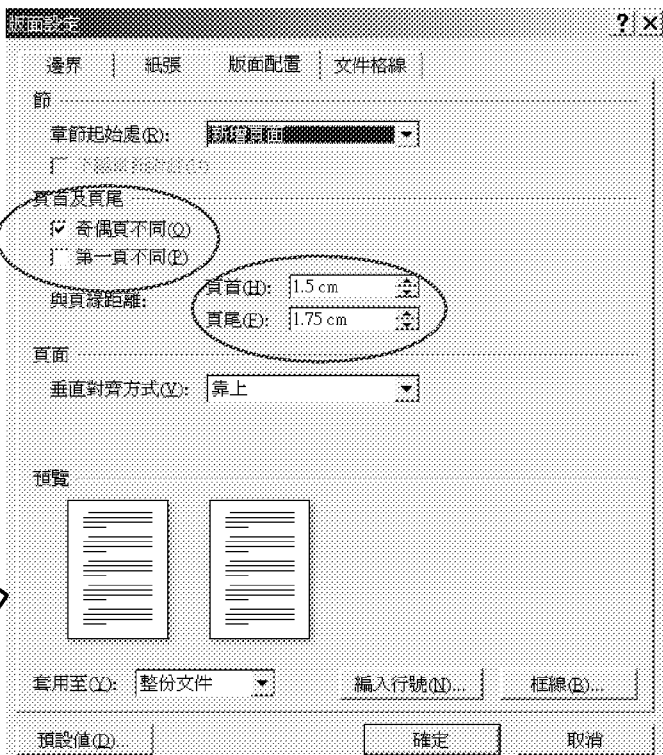 版面設定 ? ×
邊界 紙張 版面配置 文件格線
節
章節起始處(R): 新增頁面
頁首及頁尾
奇偶頁不同(O)
第一頁不同(P)
與頁緣距離: 頁首(H): 1.5 cm
頁尾(F): 1.75 cm
頁面
垂直對齊方式(V): 靠上
預覽
套用至(Y): 整份文件 編入行號(N)... 框線(B)...
預設值(D)... 確定 取消